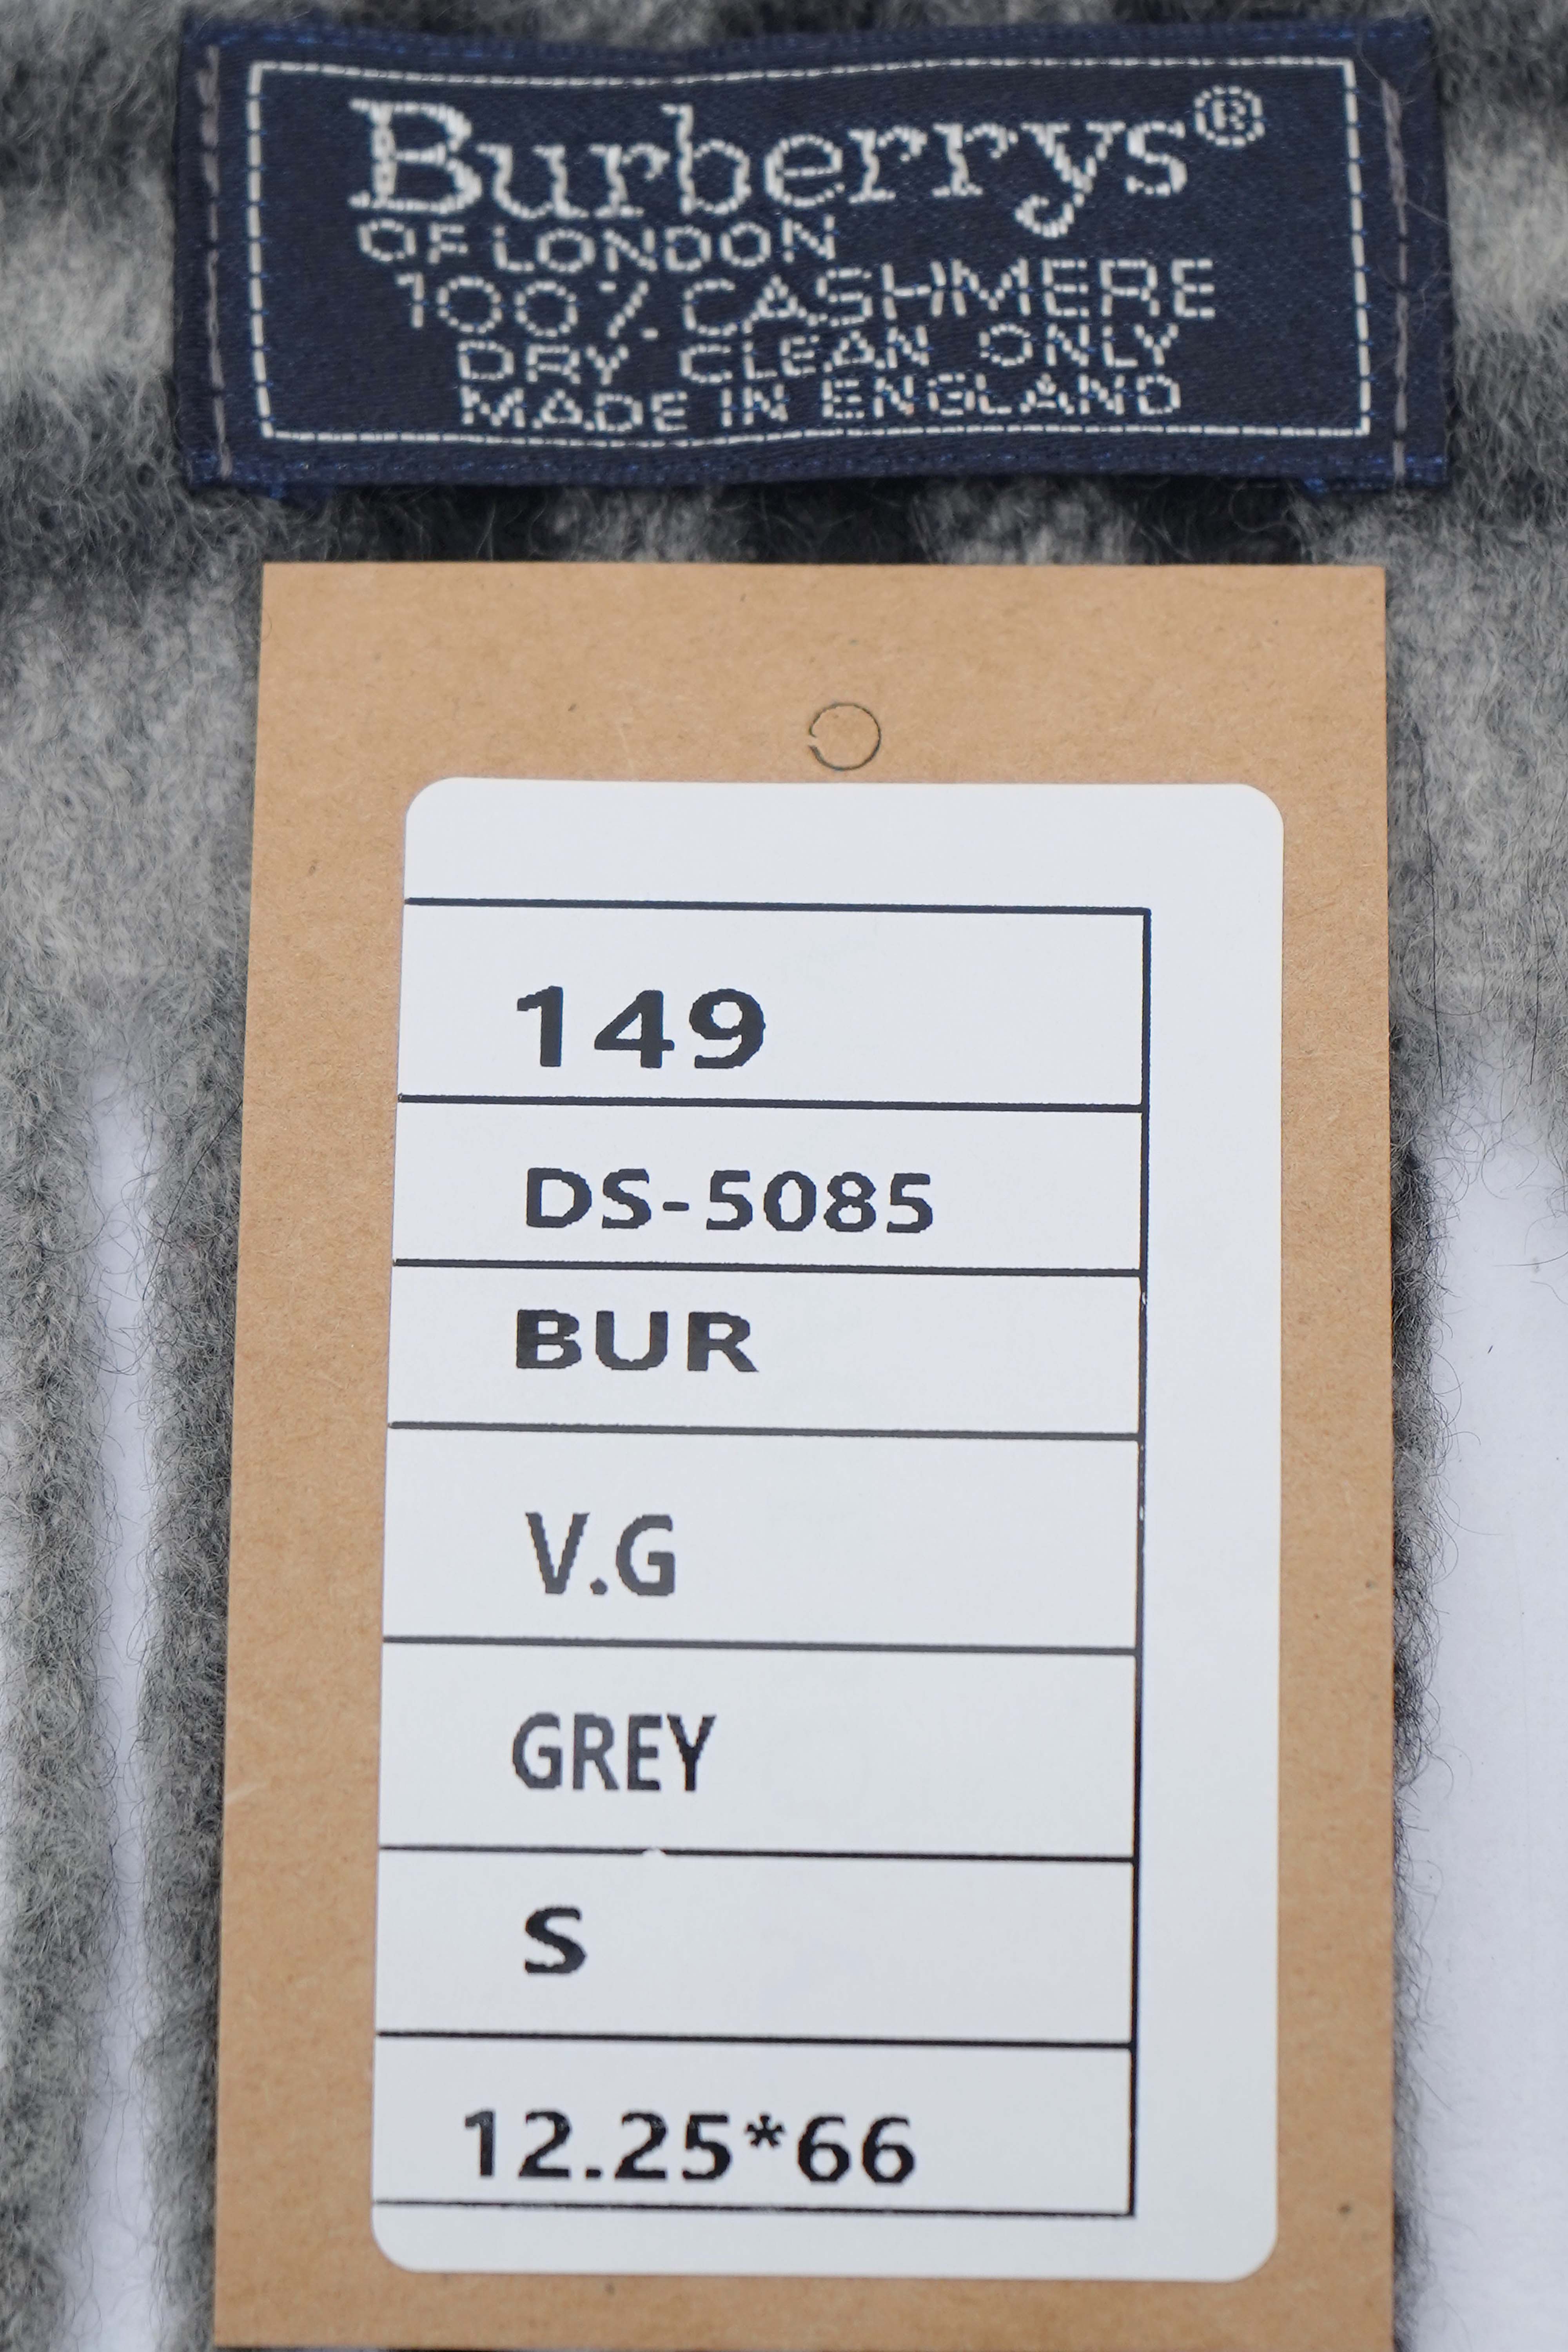 Burberrys®
OF LONDON
100% CASHMERE
DRY CLEAN ONLY
MADE IN ENGLAND
149
DS-5085
BUR
V.G
GREY
S
12.25*66